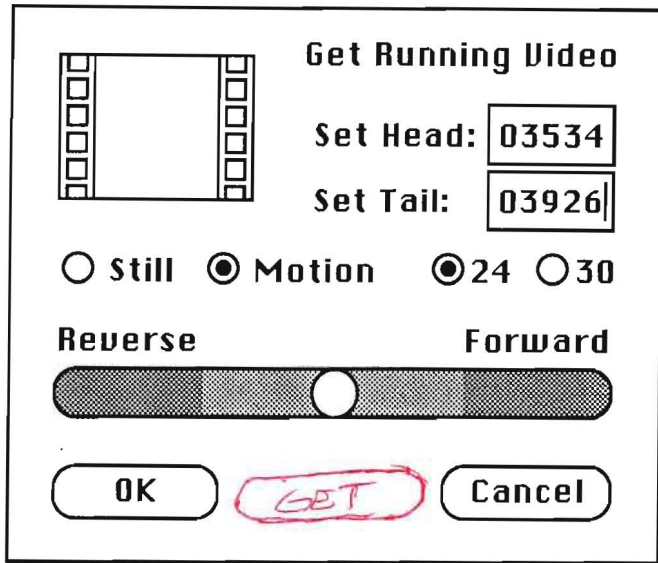 Get Running Video
Set Head: 03534
Set Tail: 03926
Still Motion 24 30
Reverse Forward
OK GET Cancel